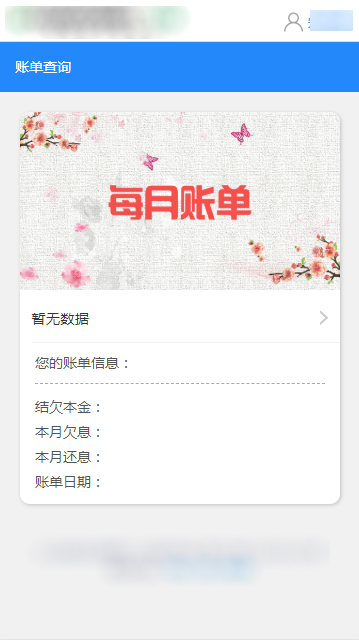 账单查询
每月账单
暂无数据
您的账单信息：
结欠本金：
本月欠息：
本月还息：
账单日期：